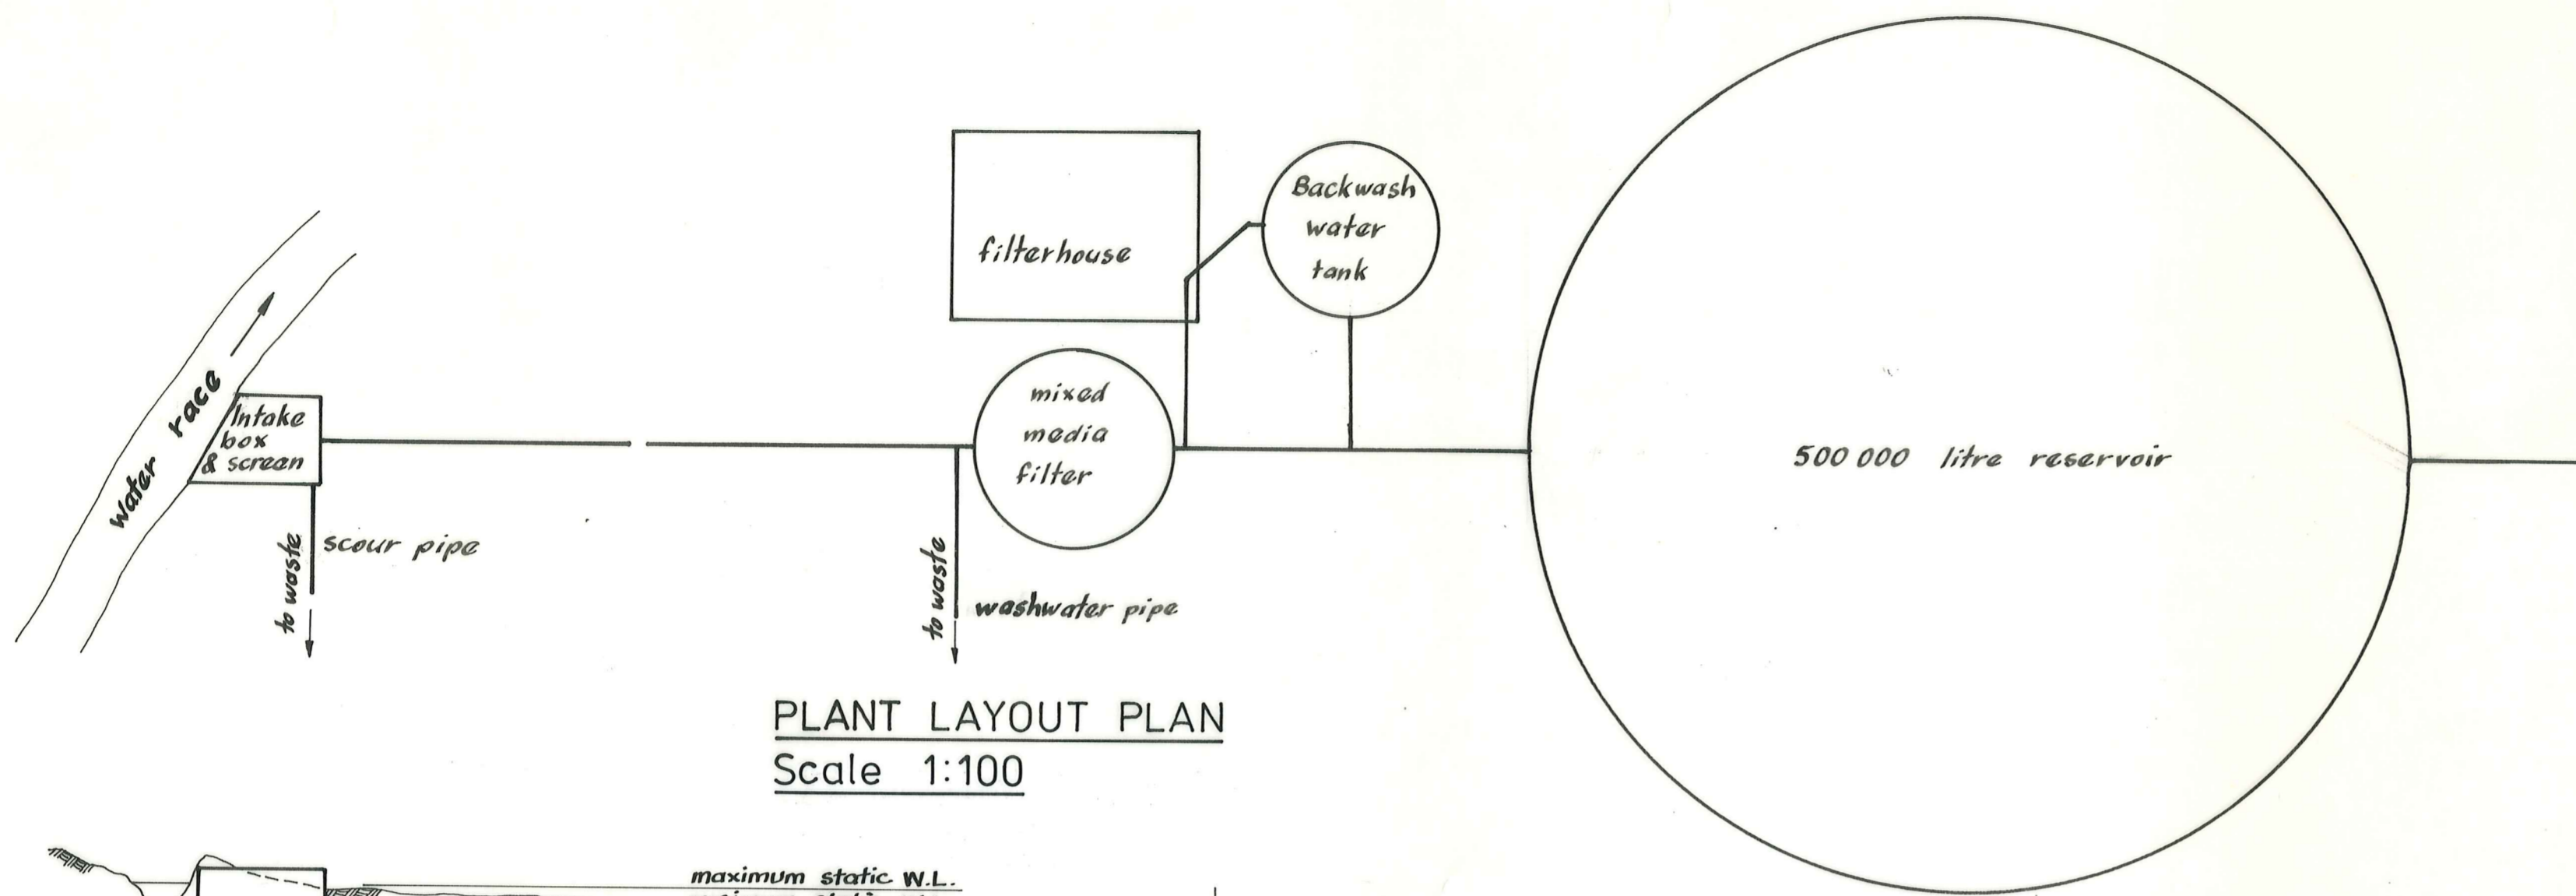 filterhouse
Backwash
water
tank
water race
Intake
box
& screen
to waste
scour pipe
mixed
media
filter
to waste
washwater pipe
500 000 litre reservoir
PLANT LAYOUT PLAN
Scale 1:100
maximum static W.L.